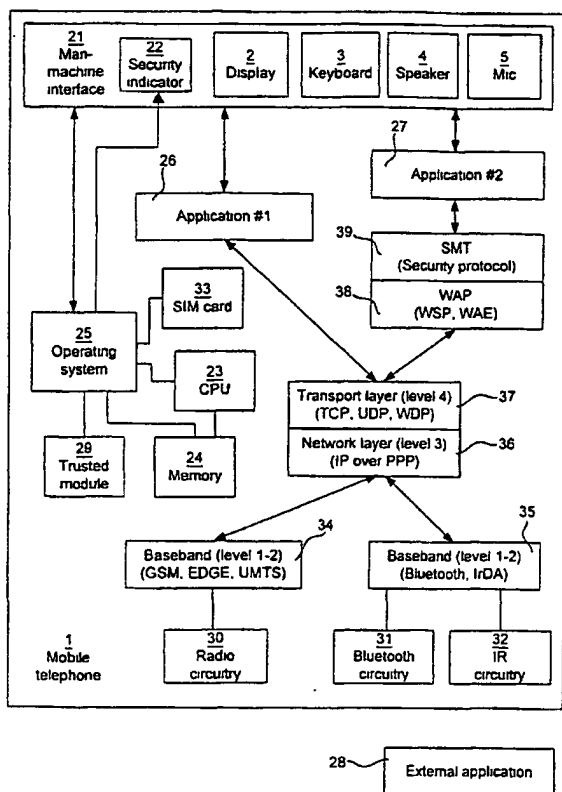 21
Man-
machine
interface
22
Security
indicator
2
Display
3
Keyboard
4
Speaker
5
Mic
26
27
Application #1
Application #2
39
SMT
(Security protocol)
38
WAP
(WSP, WAE)
33
SIM card
25
Operating
system
23
CPU
29
Trusted
module
24
Memory
Transport layer (level 4)
(TCP, UDP, WDP)
37
Network layer (level 3)
(IP over PPP)
36
34
Baseband (level 1-2)
(GSM, EDGE, UMTS)
35
Baseband (level 1-2)
(Bluetooth, IrDA)
1
Mobile
telephone
30
Radio
circuitry
31
Bluetooth
circuitry
32
IR
circuitry
28
External application